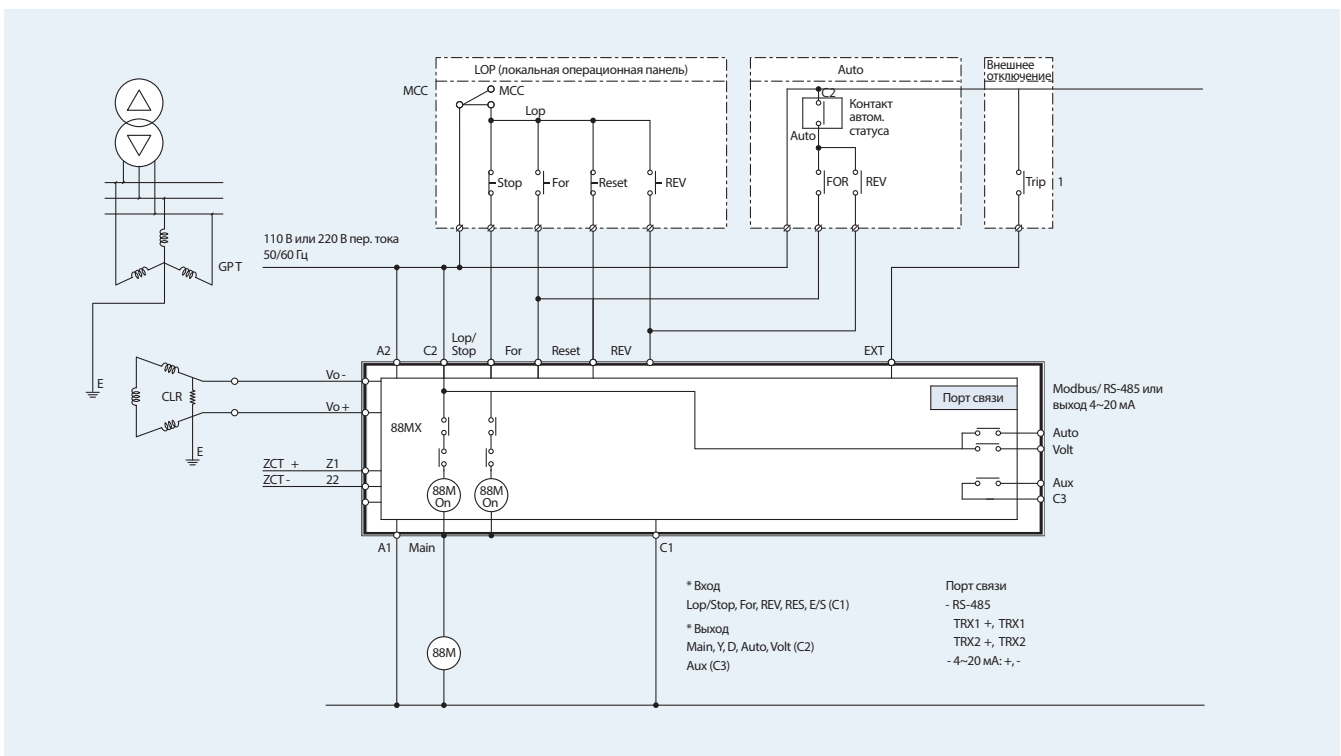 LOP (локальная операционная панель)
Auto
Внешнее
отключение
MCC
MCC
Lop
C2
Контакт
автом.
статуса
Auto
Stop
For
Reset
REV
FOR
REV
Trip
1
110 В или 220 В пер. тока
50/60 Гц
GPT
A2
C2
Lop/
Stop
For
Reset
REV
EXT
E
CLR
Vo -
Vo +
E
ZCT +
Z1
ZCT -
22
88MX
88M
On
88M
On
Порт связи
Modbus/ RS-485 или
выход 4~20 мА
Auto
Volt
Aux
C3
A1
Main
C1
88M
* Вход
Lop/Stop, For, REV, RES, E/S (C1)
* Выход
Main, Y, D, Auto, Volt (C2)
Aux (C3)
Порт связи
- RS-485
TRX1 +, TRX1
TRX2 +, TRX2
- 4~20 мА: +, -